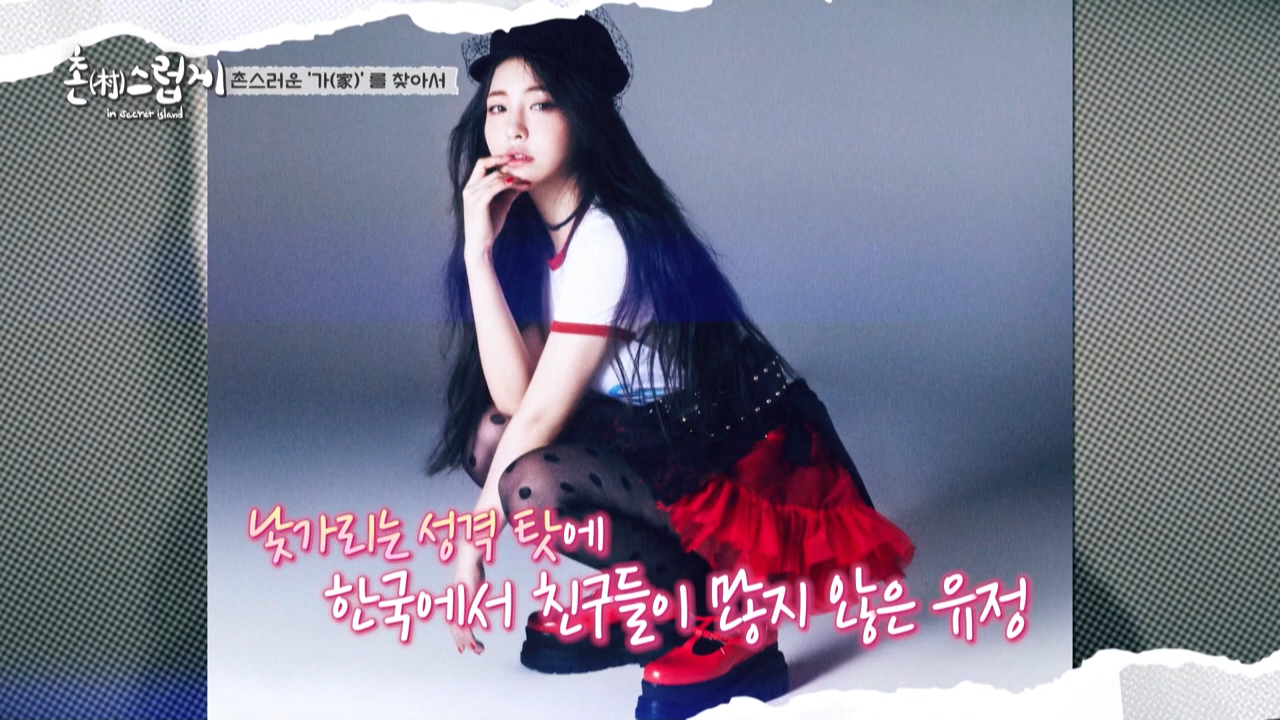 촌(村)스럽게
in secret island
촌스러운 '가(家)' 를 찾아서
낯가리는 성격 탓에
한국에서 친구들이 많지 않은 유정